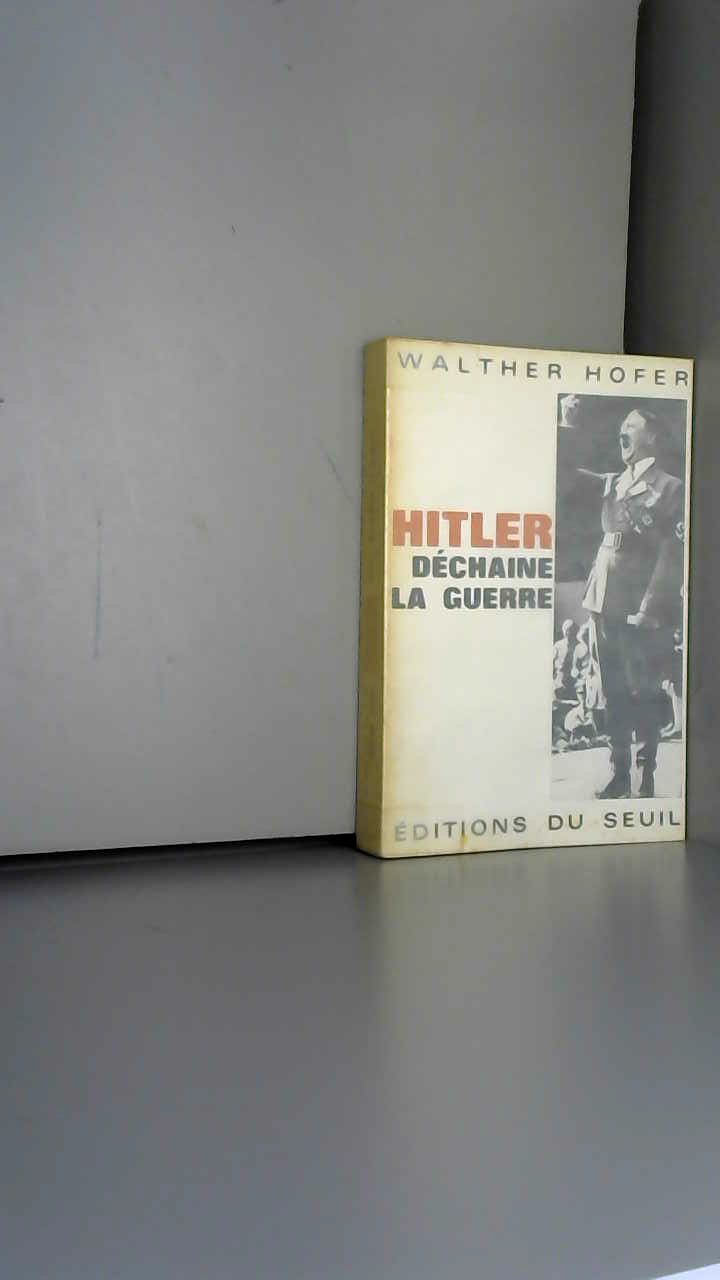 WALTHER HOFER
HITLER
DÉCHAINE
LA GUERRE
ÉDITIONS DU SEUIL